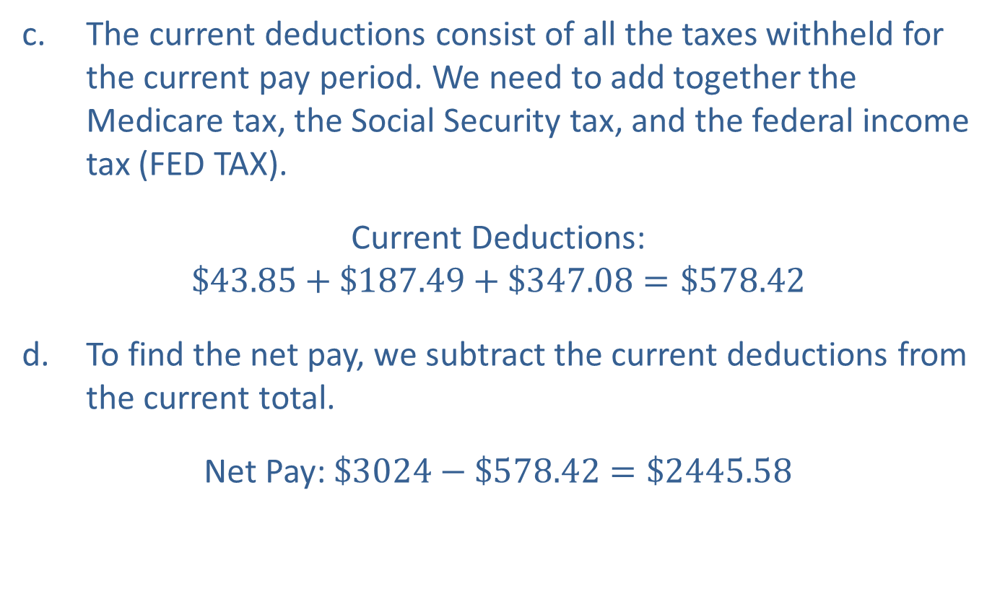 c. The current deductions consist of all the taxes withheld for
the current pay period. We need to add together the
Medicare tax, the Social Security tax, and the federal income
tax (FED TAX).
Current Deductions:
$43.85 + $187.49 + $347.08 = $578.42
d. To find the net pay, we subtract the current deductions from
the current total.
Net Pay: $3024 − $578.42 = $2445.58